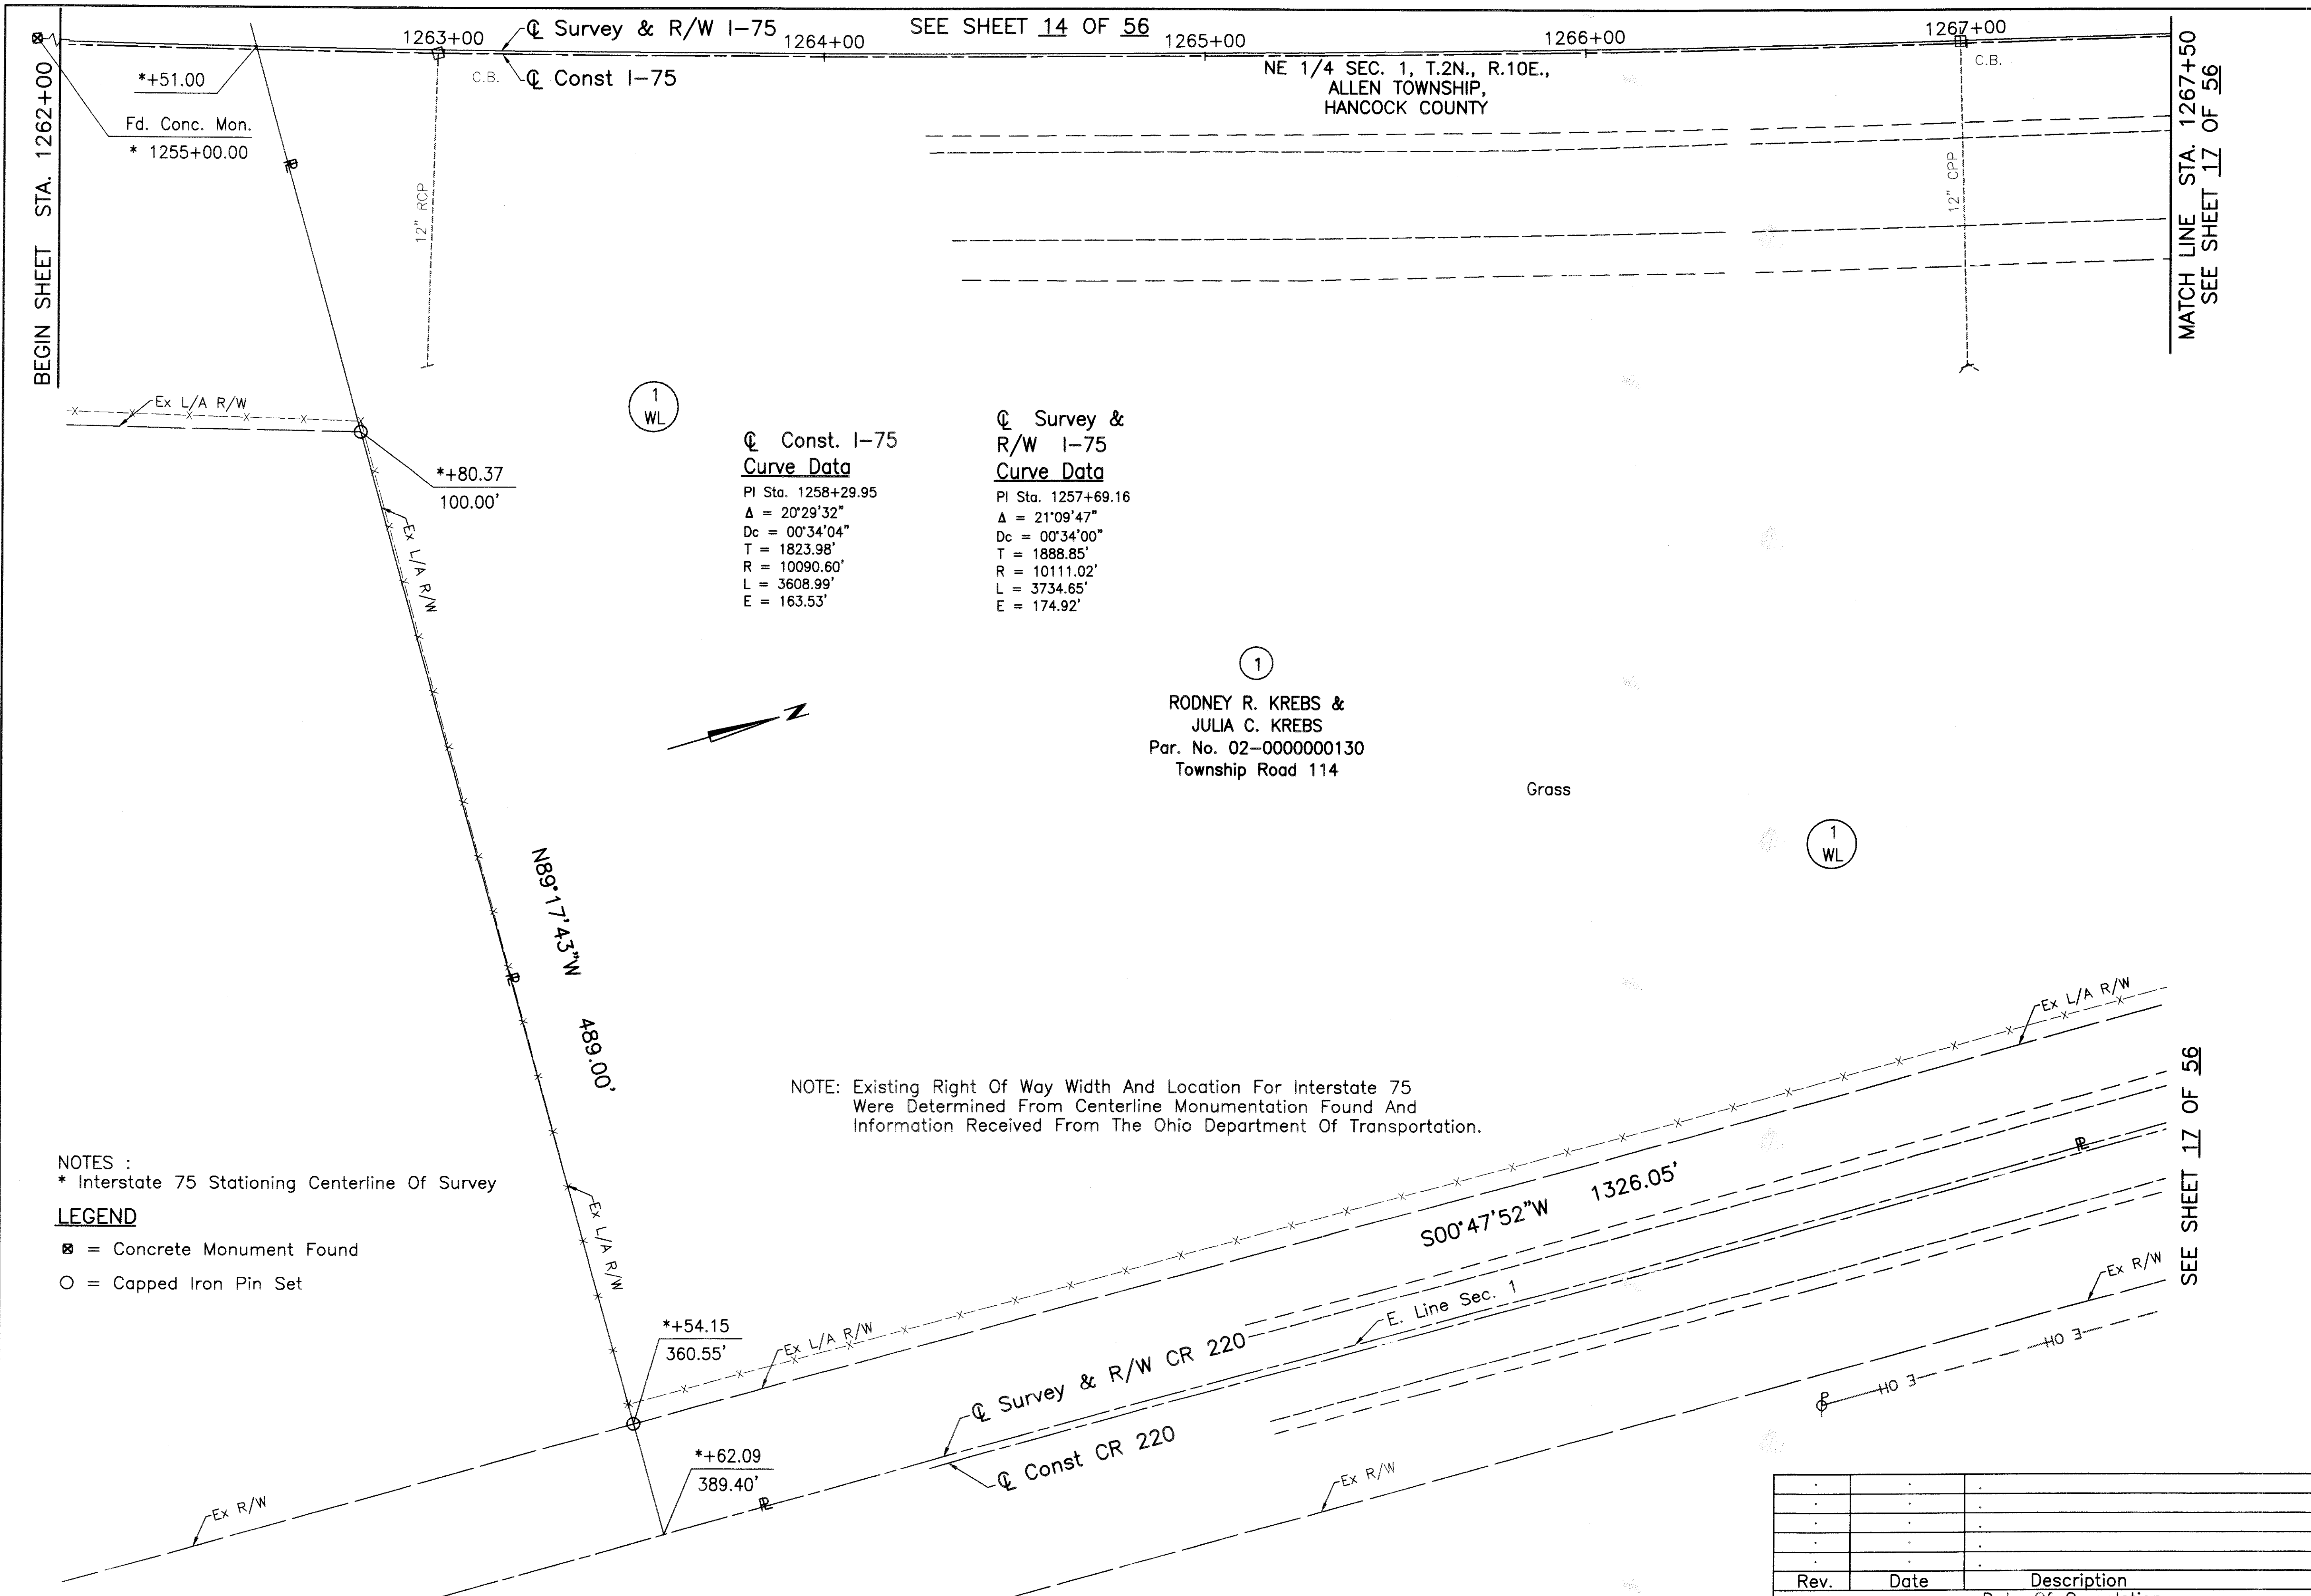 BEGIN SHEET STA. 1262+00
*+51.00
Fd. Conc. Mon.
* 1255+00.00
1263+00
℄ Survey & R/W I-75
℄ Const I-75
C.B.
1264+00
SEE SHEET 14 OF 56
1265+00
1266+00
1267+00
C.B.
NE 1/4 SEC. 1, T.2N., R.10E.,
ALLEN TOWNSHIP,
HANCOCK COUNTY
MATCH LINE STA. 1267+50
SEE SHEET 17 OF 56
12" RCP
12" CPP
PL
Ex L/A R/W
*+80.37
100.00'
Ex L/A R/W
1
WL
℄ Const. I-75
Curve Data
PI Sta. 1258+29.95
Δ = 20°29'32"
Dc = 00°34'04"
T = 1823.98'
R = 10090.60'
L = 3608.99'
E = 163.53'
℄ Survey &
R/W I-75
Curve Data
PI Sta. 1257+69.16
Δ = 21°09'47"
Dc = 00°34'00"
T = 1888.85'
R = 10111.02'
L = 3734.65'
E = 174.92'
N
1
RODNEY R. KREBS &
JULIA C. KREBS
Par. No. 02-0000000130
Township Road 114
Grass
1
WL
N89°17'43"W 489.00'
PL
NOTE: Existing Right Of Way Width And Location For Interstate 75
Were Determined From Centerline Monumentation Found And
Information Received From The Ohio Department Of Transportation.
NOTES :
* Interstate 75 Stationing Centerline Of Survey
LEGEND
= Concrete Monument Found
= Capped Iron Pin Set
Ex L/A R/W
*+54.15
360.55'
Ex L/A R/W
*+62.09
389.40'
PL
Ex R/W
℄ Survey & R/W CR 220
℄ Const CR 220
E. Line Sec. 1
S00°47'52"W 1326.05'
Ex L/A R/W
PL
SEE SHEET 17 OF 56
Ex R/W
Ex R/W
P
HO E
HO E
Rev. Date Description